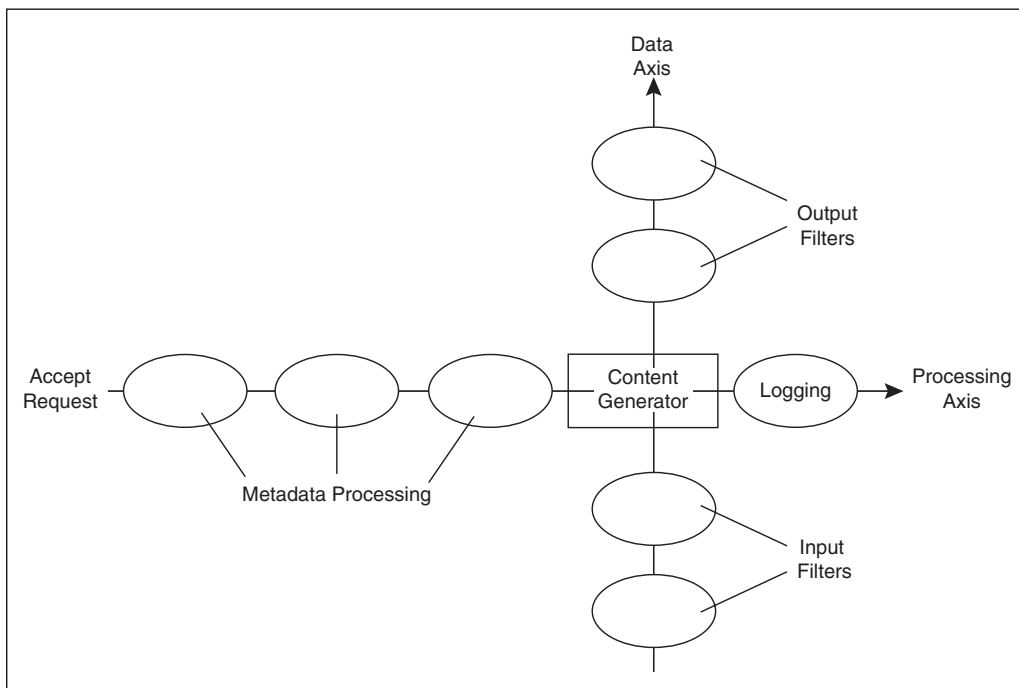 Data
Axis
Output
Filters
Accept
Request
Content
Generator
Logging
Processing
Axis
Metadata Processing
Input
Filters